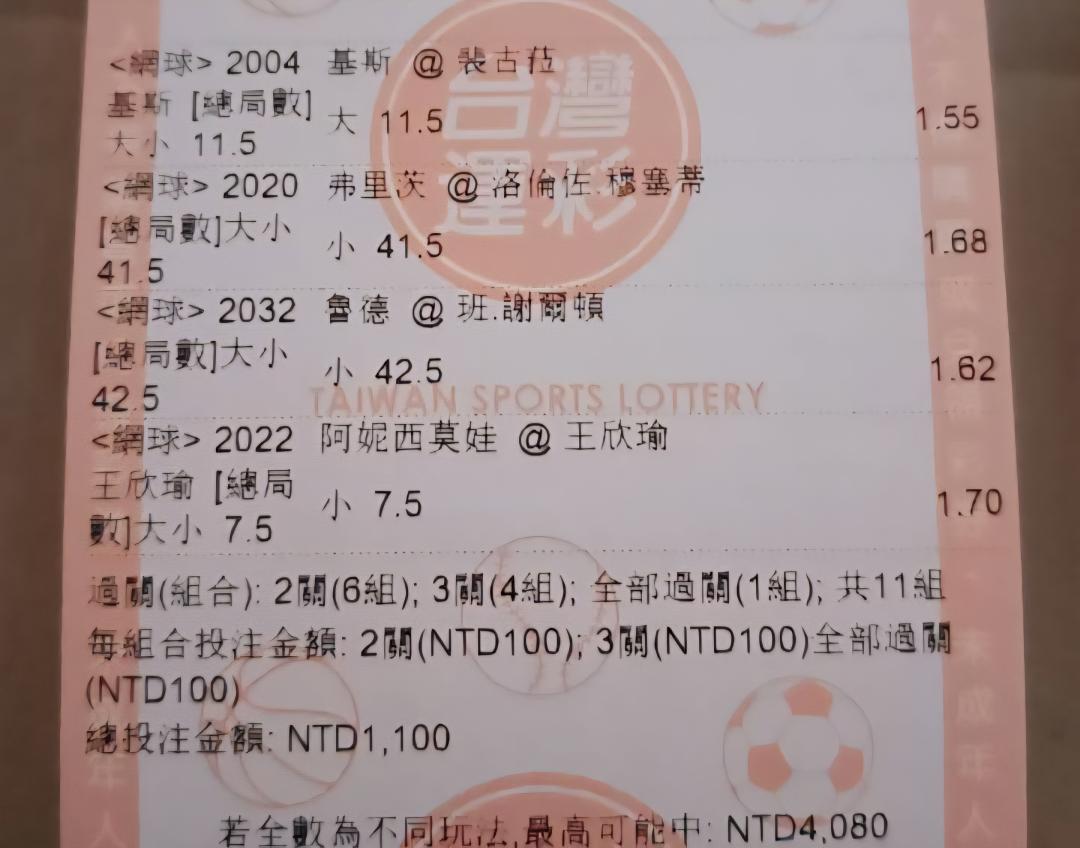 <網球> 2004 基斯 @ 裴古菈
基斯 [總局數] 大 11.5 1.55
大小 11.5
<網球> 2020 弗里茨 @ 洛倫佐.穆塞蒂
[總局數]大小 小 41.5 1.68
41.5
<網球> 2032 魯德 @ 班.謝爾頓
[總局數]大小 小 42.5 1.62
42.5
<網球> 2022 阿妮西莫娃 @ 王欣瑜
王欣瑜 [總局 小 7.5 1.70
數]大小 7.5
過關(組合): 2關(6組); 3關(4組); 全部過關(1組); 共11組
每組合投注金額: 2關(NTD100); 3關(NTD100)全部過關
(NTD100)
總投注金額: NTD1,100
若全數為不同玩法,最高可能中: NTD4,080
台灣
運彩
TAIWAN SPORTS LOTTERY